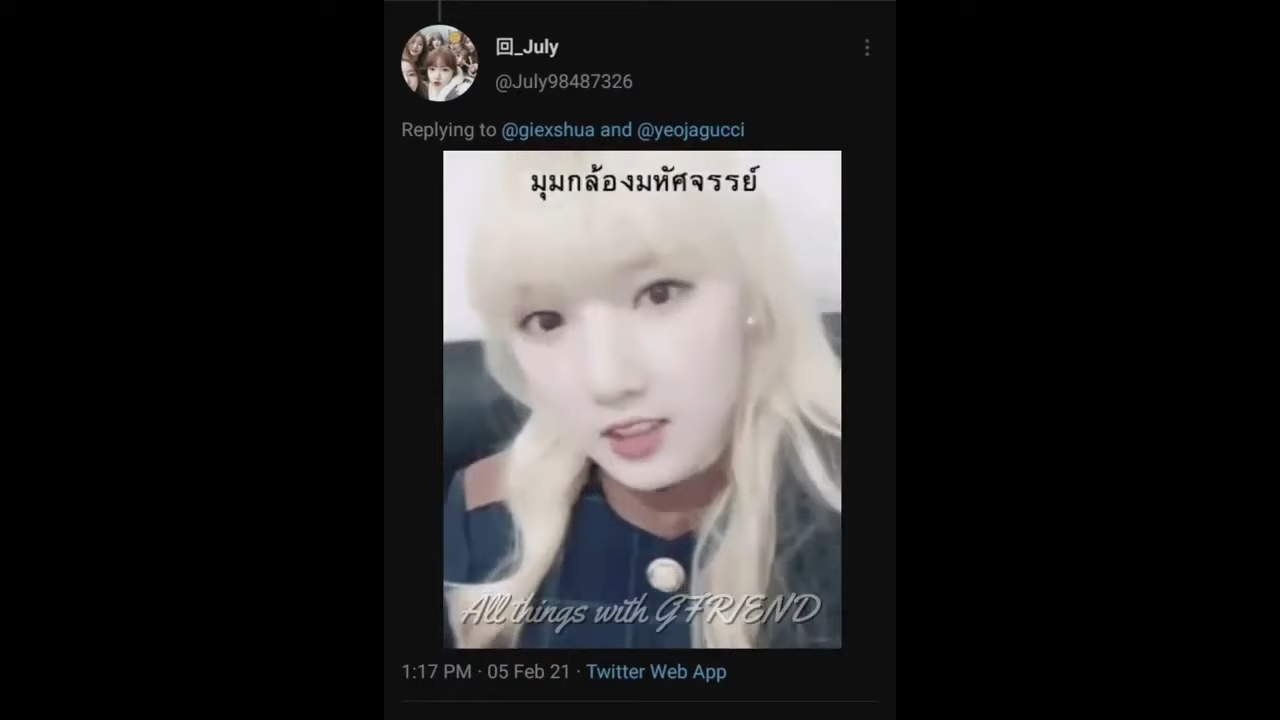 回_July
@July98487326
Replying to @giexshua and @yeojagucci
มุมกล้องมหัศจรรย์
All things with GFRIEND
1:17 PM · 05 Feb 21 · Twitter Web App